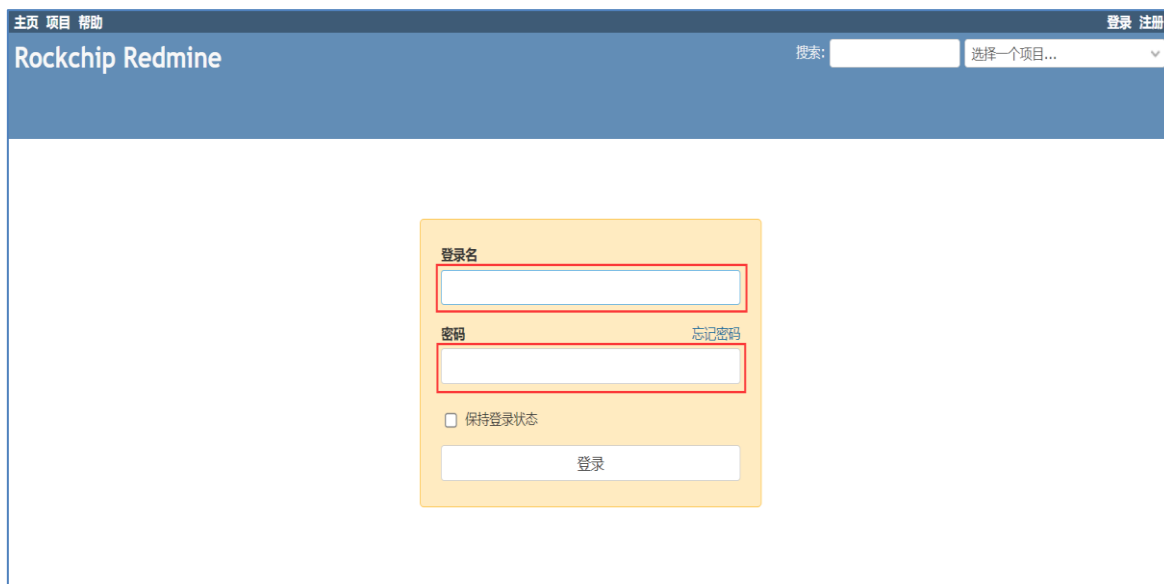 主页 项目 帮助 登录 注册
Rockchip Redmine 搜索: 选择一个项目...
登录名
密码 忘记密码
保持登录状态
登录